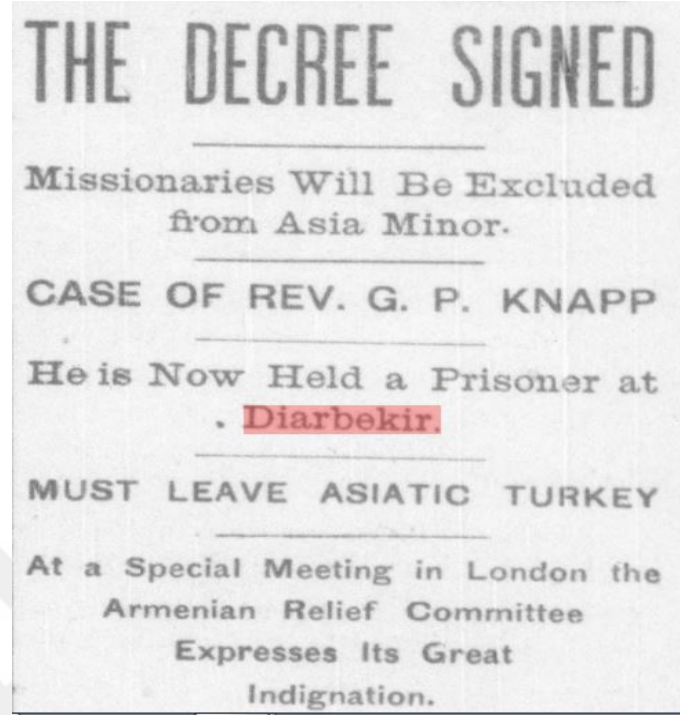 THE DECREE SIGNED
Missionaries Will Be Excluded
from Asia Minor.
CASE OF REV. G. P. KNAPP
He is Now Held a Prisoner at
Diarbekir.
MUST LEAVE ASIATIC TURKEY
At a Special Meeting in London the
Armenian Relief Committee
Expresses Its Great
Indignation.